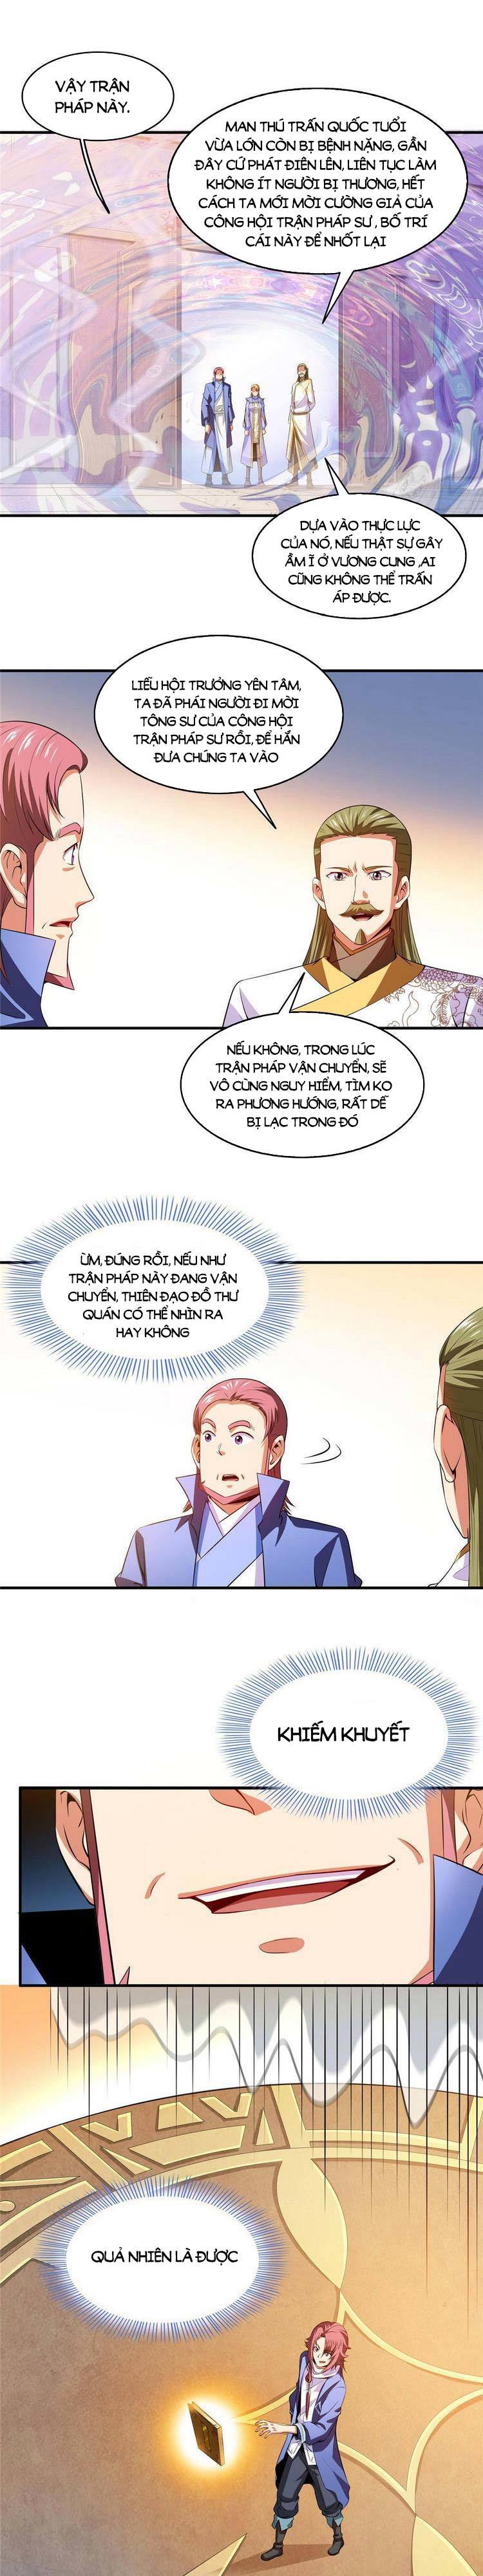 VẬY TRẬN
PHÁP NÀY.
MAN THÚ TRẤN QUỐC TUỔI
VỪA LỚN CÒN BỊ BỆNH NẶNG, GẦN
ĐÂY CỨ PHÁT ĐIÊN LÊN, LIÊN TỤC LÀM
KHÔNG ÍT NGƯỜI BỊ THƯƠNG, HẾT
CÁCH TA MỚI MỜI CƯỜNG GIẢ CỦA
CÔNG HỘI TRẬN PHÁP SƯ , BỐ TRÍ
CÁI NÀY ĐỂ NHỐT LẠI
DỰA VÀO THỰC LỰC
CỦA NÓ, NẾU THẬT SỰ GÂY
ẦM Ĩ Ở VƯƠNG CUNG ,AI
CŨNG KHÔNG THỂ TRẤN
ÁP ĐƯỢC.
LIỄU HỘI TRƯỞNG YÊN TÂM,
TA ĐÃ PHÁI NGƯỜI ĐI MỜI
TÔNG SƯ CỦA CÔNG HỘI
TRẬN PHÁP SƯ RỒI, ĐỂ HẮN
ĐƯA CHÚNG TA VÀO
NẾU KHÔNG, TRONG LÚC
TRẬN PHÁP VẬN CHUYỂN, SẼ
VÔ CÙNG NGUY HIỂM, TÌM KO
RA PHƯƠNG HƯỚNG, RẤT DỄ
BỊ LẠC TRONG ĐÓ
ỪM, ĐÚNG RỒI, NẾU NHƯ
TRẬN PHÁP NÀY ĐANG VẬN
CHUYỂN, THIÊN ĐẠO ĐỒ THƯ
QUÁN CÓ THỂ NHÌN RA
HAY KHÔNG
KHIẾM KHUYẾT
QUẢ NHIÊN LÀ ĐƯỢC